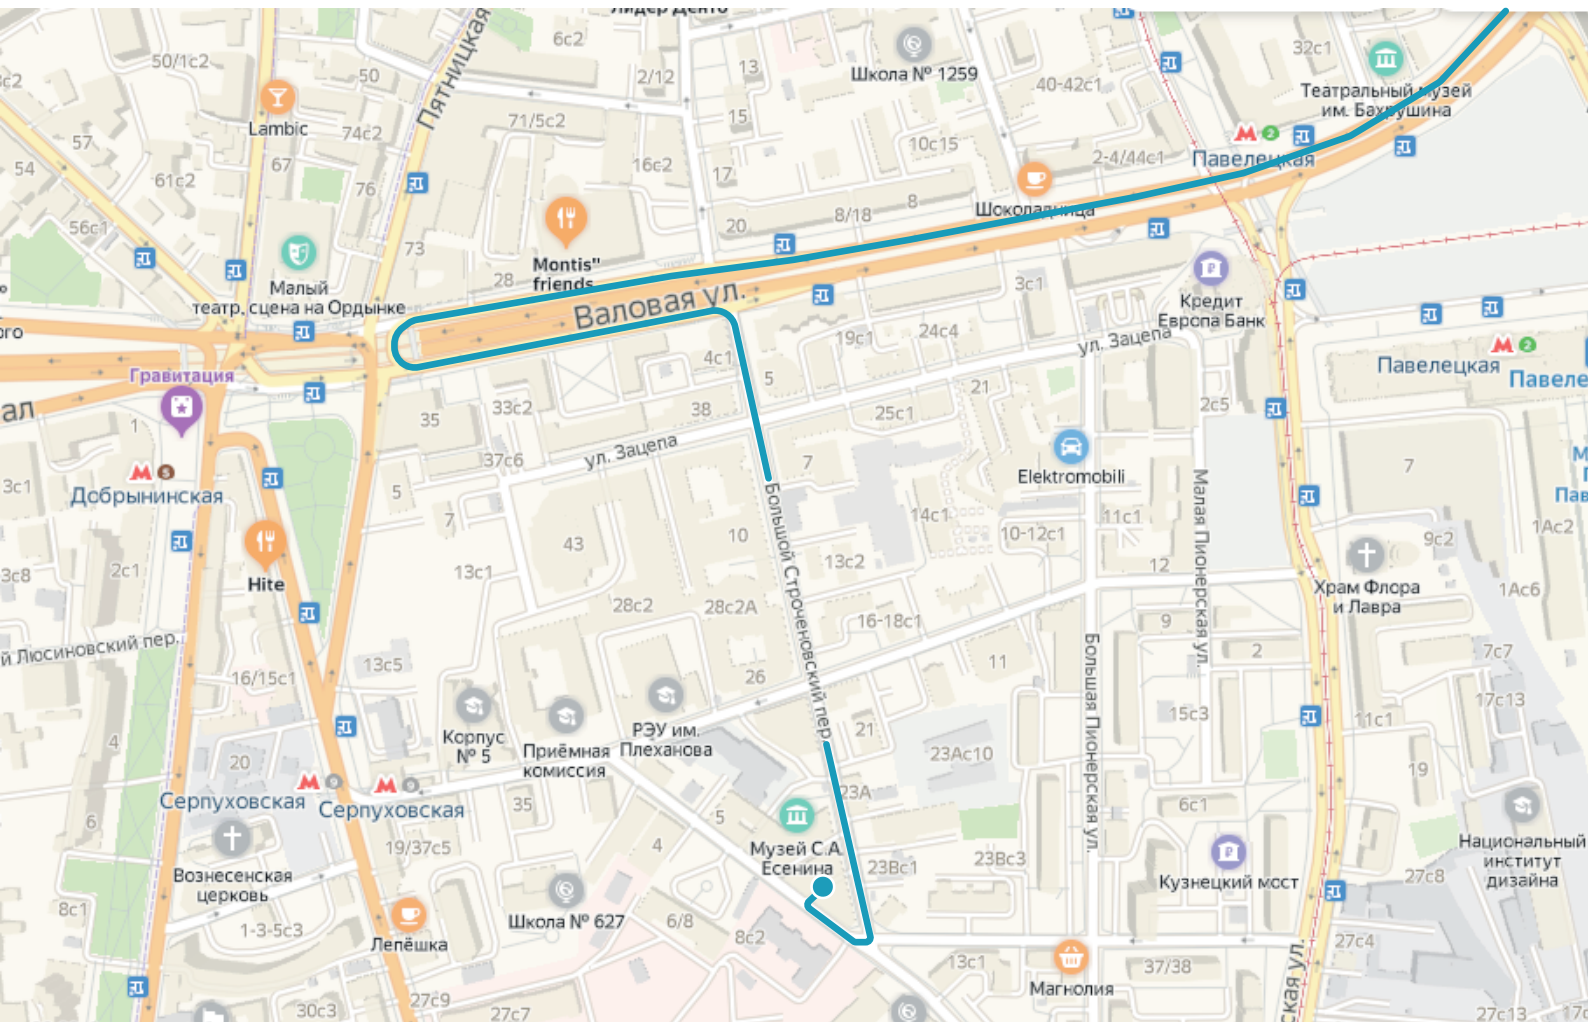 Лидер Дента
50/1с2
6с2
Пятницкая
Школа № 1259
32с1
Театральный музей
им. Бахрушина
50
2/12
13
40-42с1
Lambic
74с2
71/5с2
15
57
54
67
61с2
76
16с2
17
10с15
2-4/44с1
Павелецкая
2
56с1
73
20
8/18
8
Шоколадница
Малый
театр, сцена на Ордынке
28
Montis"
friends
Валовая ул.
3с1
Кредит
Европа Банк
19с1
24с4
ул. Зацепа
4с1
5
Павелецкая
2
Гравитация
1
35
33с2
38
21
25с1
2с5
37с6
ул. Зацепа
7
Elektromobili
7
3с1
5
Добрынинская
5
7
10
14с1
11с1
10-12с1
1Ас2
9с2
43
13с1
13с2
12
3с8
2с1
Hite
28с2
28с2А
16-18с1
9
Храм Флора
и Лавра
1Ас6
й Люсиновский пер.
13с5
16/15с1
26
11
2
7с7
17с13
Большой Строченовский пер.
Большая Пионерская ул.
Малая Пионерская ул.
4
20
Корпус
№ 5
Приёмная
комиссия
РЭУ им.
Плеханова
21
23Ас10
15с3
11с1
19
Серпуховская
9
Серпуховская
9
35
5
23А
6с1
6
19/37с5
4
Музей С.А.
Есенина
23Вс1
23Вс3
Кузнецкий мост
Национальный
институт
дизайна
Вознесенская
церковь
27с8
8с1
1-3-5с3
Лепёшка
Школа № 627
6/8
8с2
27с4
13с1
Магнолия
37/38
30с3
27с9
27с7
27с13